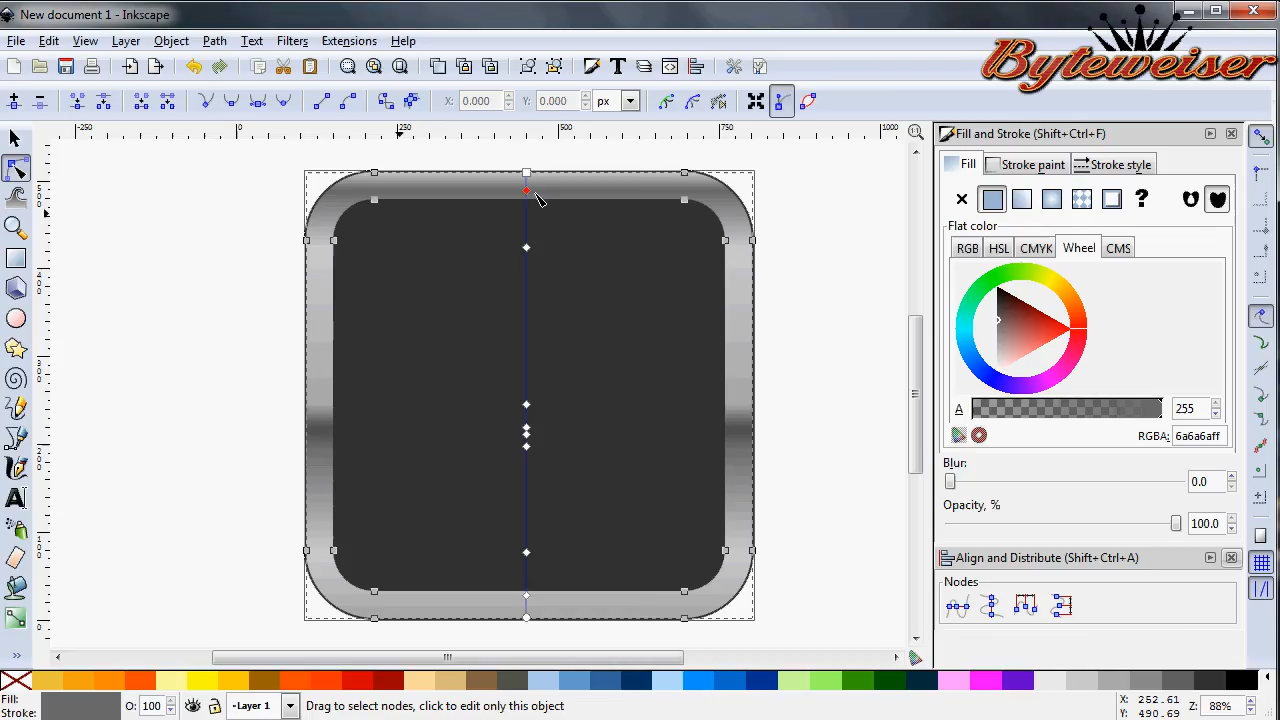 New document 1 - Inkscape
File Edit View Layer Object Path Text Filters Extensions Help
Byteweiser
X: 0.000 Y: 0.000 px
-250 0 250 500 750 1000
Fill and Stroke (Shift+Ctrl+F)
Fill Stroke paint Stroke style
?
Flat color
RGB HSL CMYK Wheel CMS
A 255
RGBA: 6a6a6aff
Blur:
0.0
Opacity, %
100.0
Align and Distribute (Shift+Ctrl+A)
Nodes
Fill:
Stroke:
O: 100
-Layer 1
Drag to select nodes, click to edit only this object
X: 252.61
Y: 490.69
Z: 88%